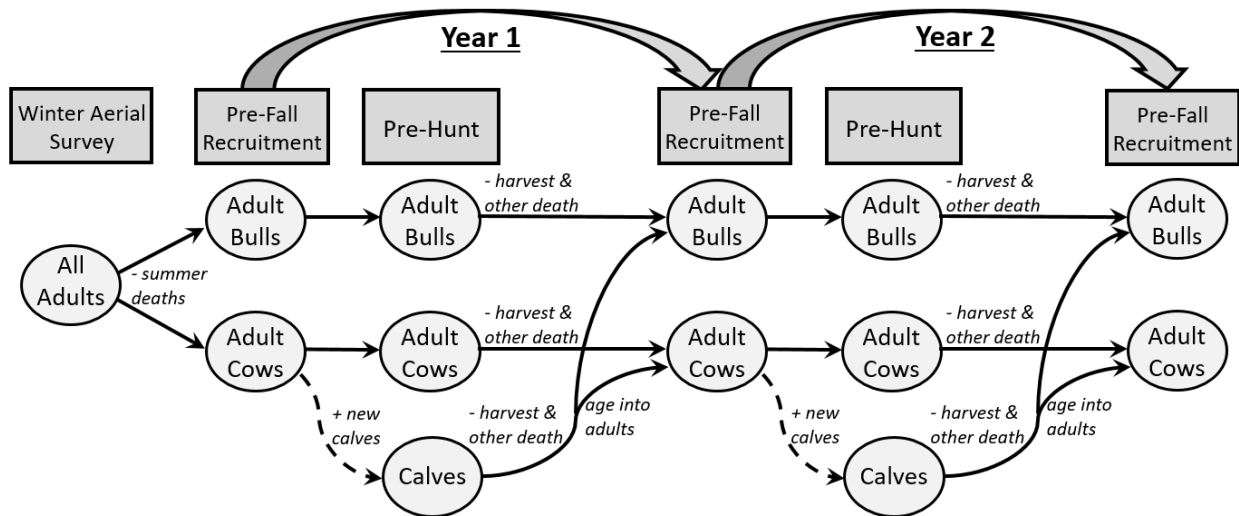 Year 1
Year 2
Winter Aerial
Survey
Pre-Fall
Recruitment
Pre-Hunt
Pre-Fall
Recruitment
Pre-Hunt
Pre-Fall
Recruitment
All
Adults
- summer
deaths
Adult
Bulls
Adult
Bulls
- harvest &
other death
Adult
Bulls
Adult
Bulls
- harvest &
other death
Adult
Bulls
Adult
Cows
Adult
Cows
- harvest &
other death
Adult
Cows
Adult
Cows
- harvest &
other death
Adult
Cows
+ new
calves
Calves
- harvest &
other death
age into
adults
+ new
calves
Calves
- harvest &
other death
age into
adults